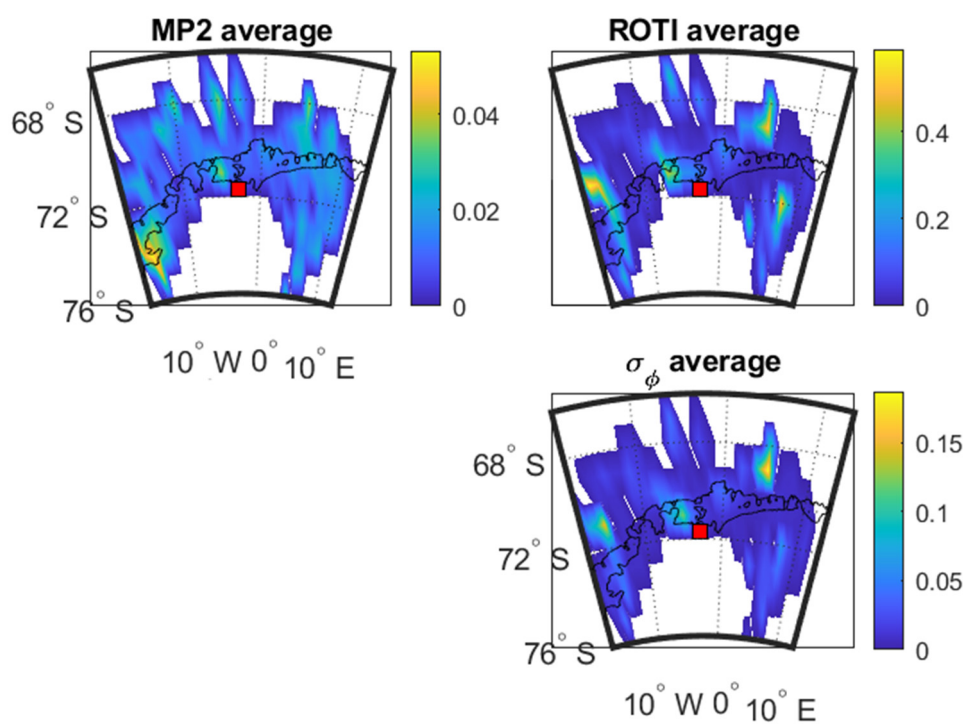 MP2 average
68° S
72° S
76° S
10° W 0° 10° E
0.04
0.02
0
ROTI average
0.4
0.2
0
σϕ average
68° S
72° S
76° S
10° W 0° 10° E
0.15
0.1
0.05
0